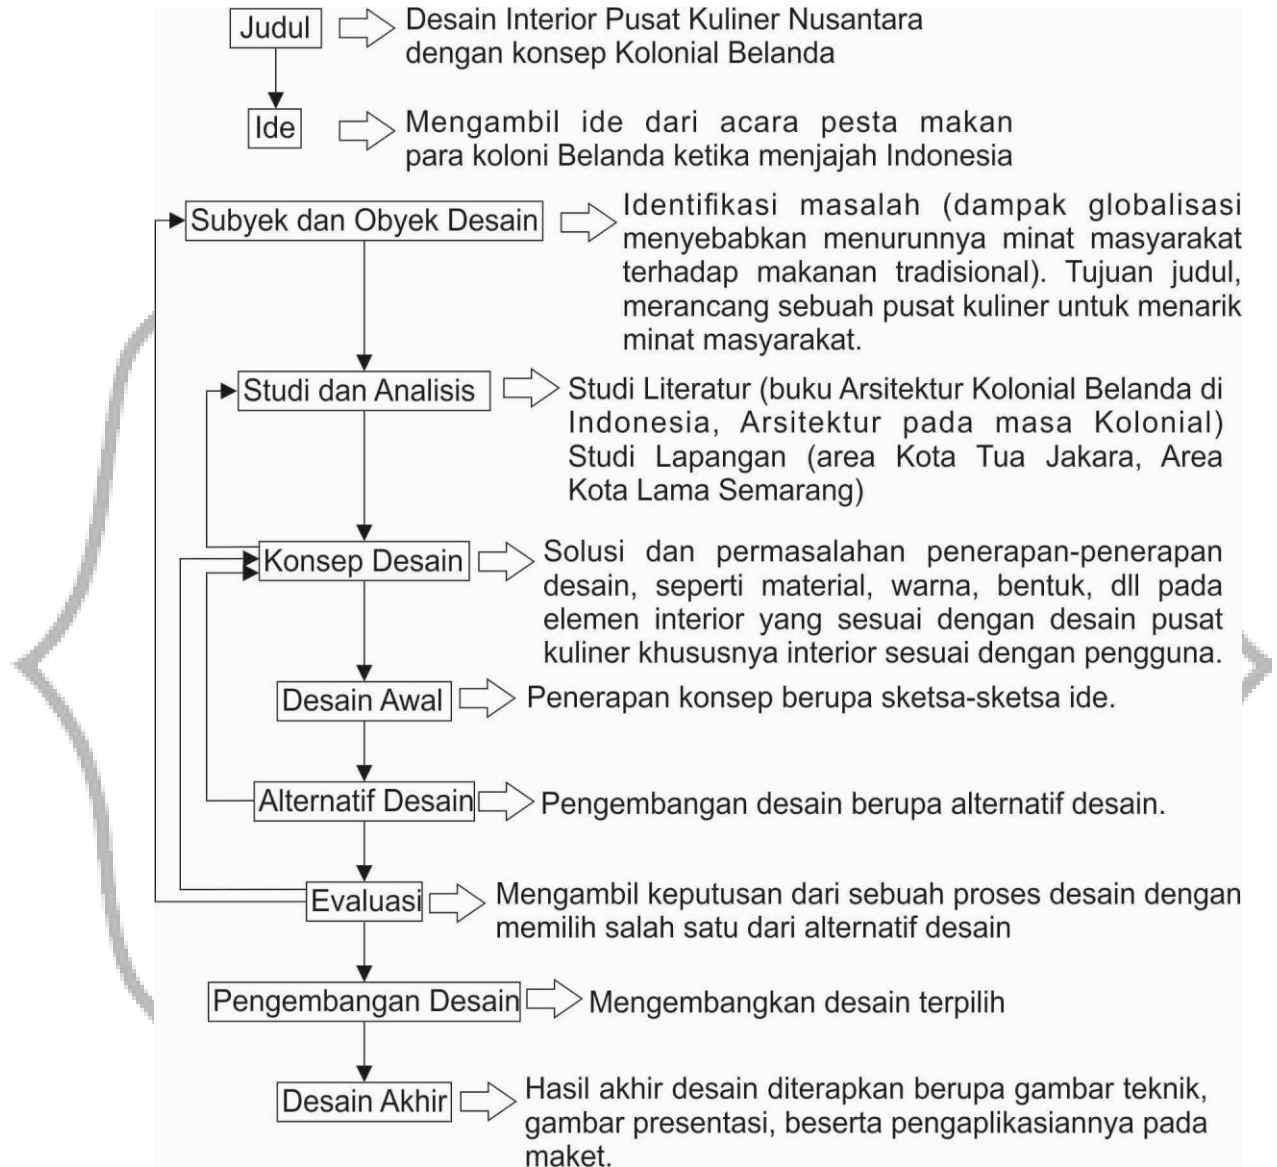 Judul
Desain Interior Pusat Kuliner Nusantara
dengan konsep Kolonial Belanda
Ide
Mengambil ide dari acara pesta makan
para koloni Belanda ketika menjajah Indonesia
Subyek dan Obyek Desain
Identifikasi masalah (dampak globalisasi
menyebabkan menurunnya minat masyarakat
terhadap makanan tradisional). Tujuan judul,
merancang sebuah pusat kuliner untuk menarik
minat masyarakat.
Studi dan Analisis
Studi Literatur (buku Arsitektur Kolonial Belanda di
Indonesia, Arsitektur pada masa Kolonial)
Studi Lapangan (area Kota Tua Jakara, Area
Kota Lama Semarang)
Konsep Desain
Solusi dan permasalahan penerapan-penerapan
desain, seperti material, warna, bentuk, dll pada
elemen interior yang sesuai dengan desain pusat
kuliner khususnya interior sesuai dengan pengguna.
Desain Awal
Penerapan konsep berupa sketsa-sketsa ide.
Alternatif Desain
Pengembangan desain berupa alternatif desain.
Evaluasi
Mengambil keputusan dari sebuah proses desain dengan
memilih salah satu dari alternatif desain
Pengembangan Desain
Mengembangkan desain terpilih
Desain Akhir
Hasil akhir desain diterapkan berupa gambar teknik,
gambar presentasi, beserta pengaplikasiannya pada
maket.